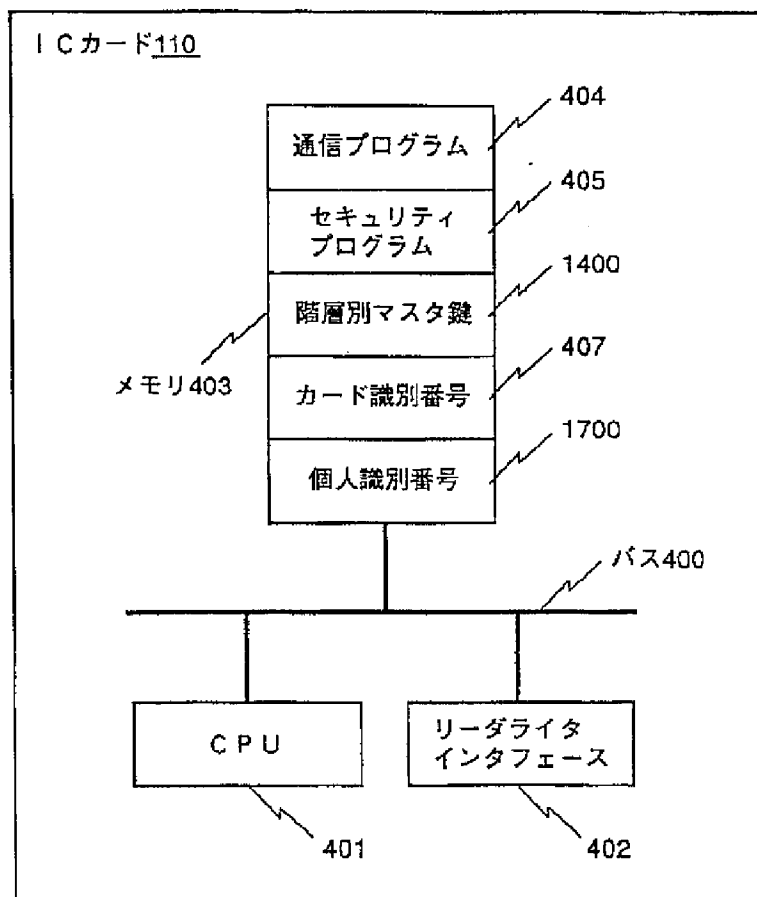 ICカード110
404
通信プログラム
405
セキュリティ
プログラム
1400
階層別マスタ鍵
メモリ403
407
カード識別番号
1700
個人識別番号
バス400
CPU
リーダライタ
インタフェース
401
402